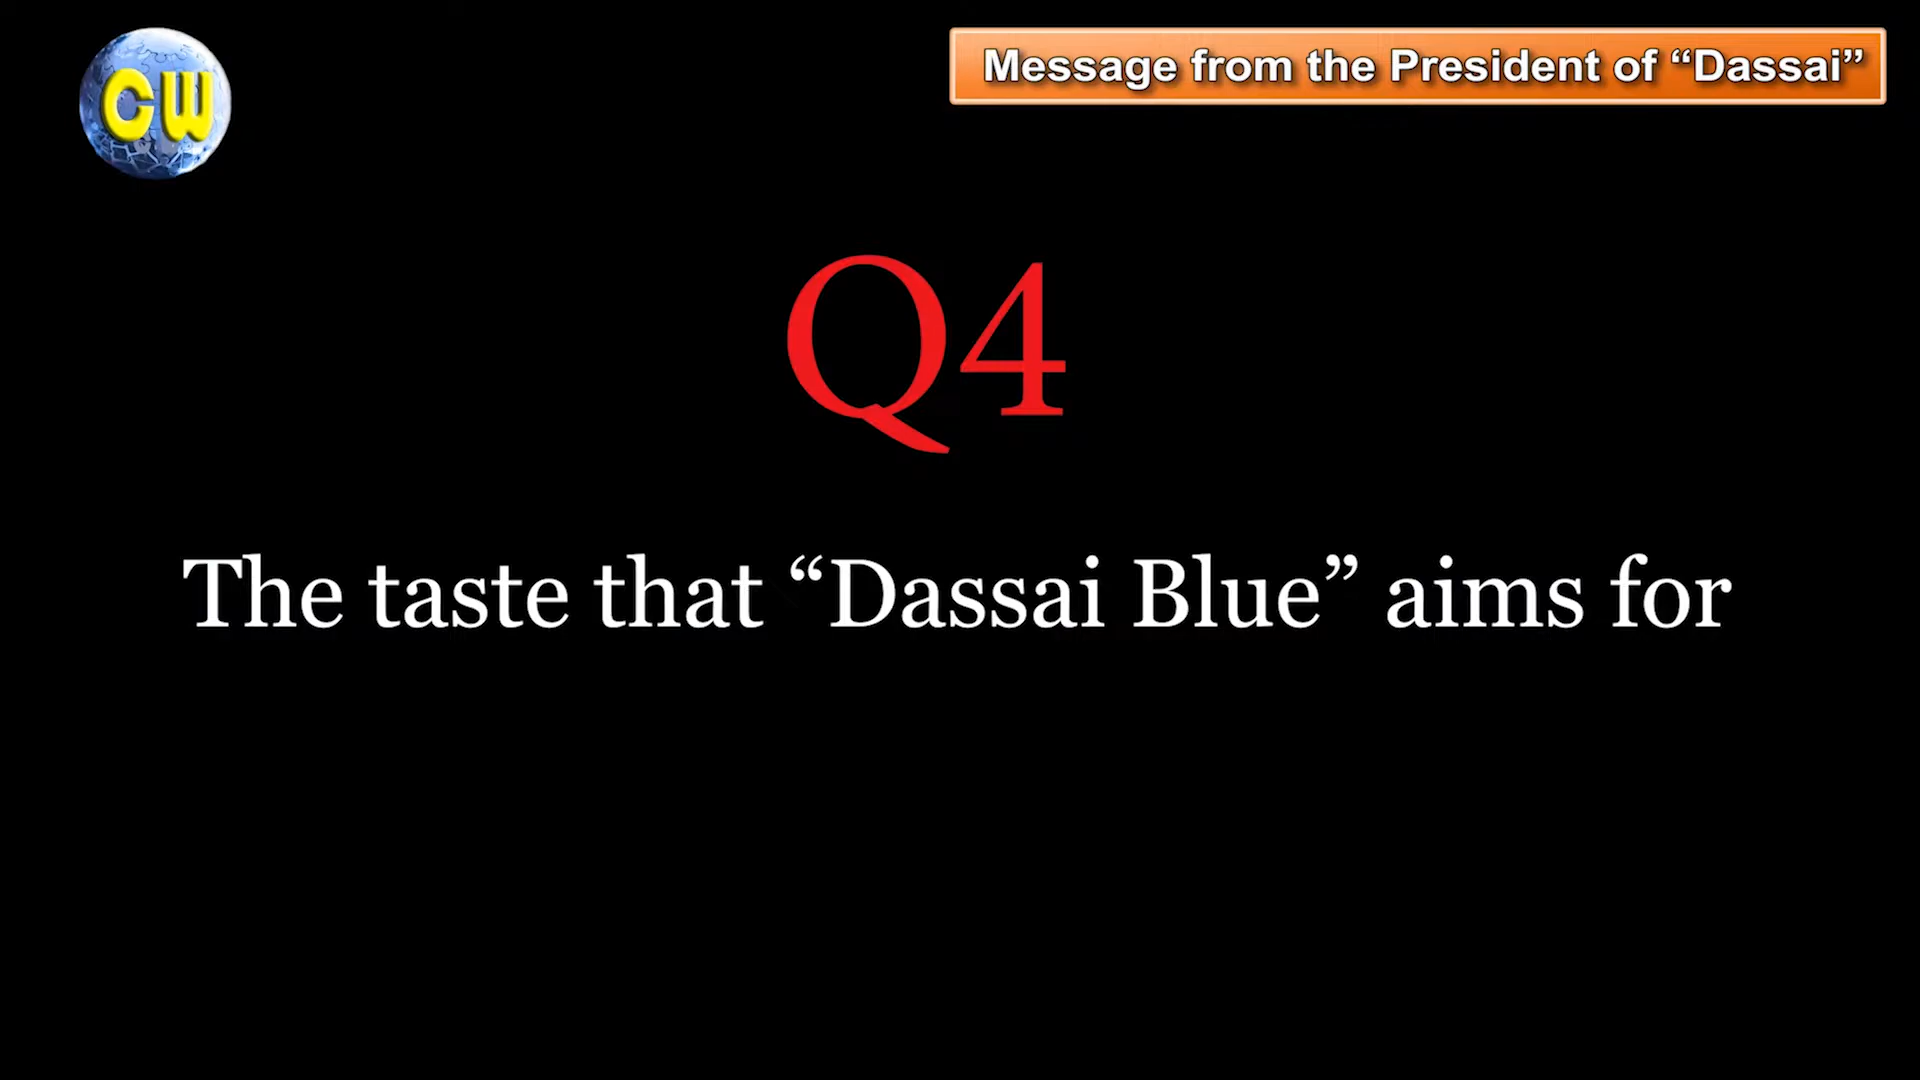 CW
Message from the President of “Dassai”
Q4
The taste that “Dassai Blue” aims for